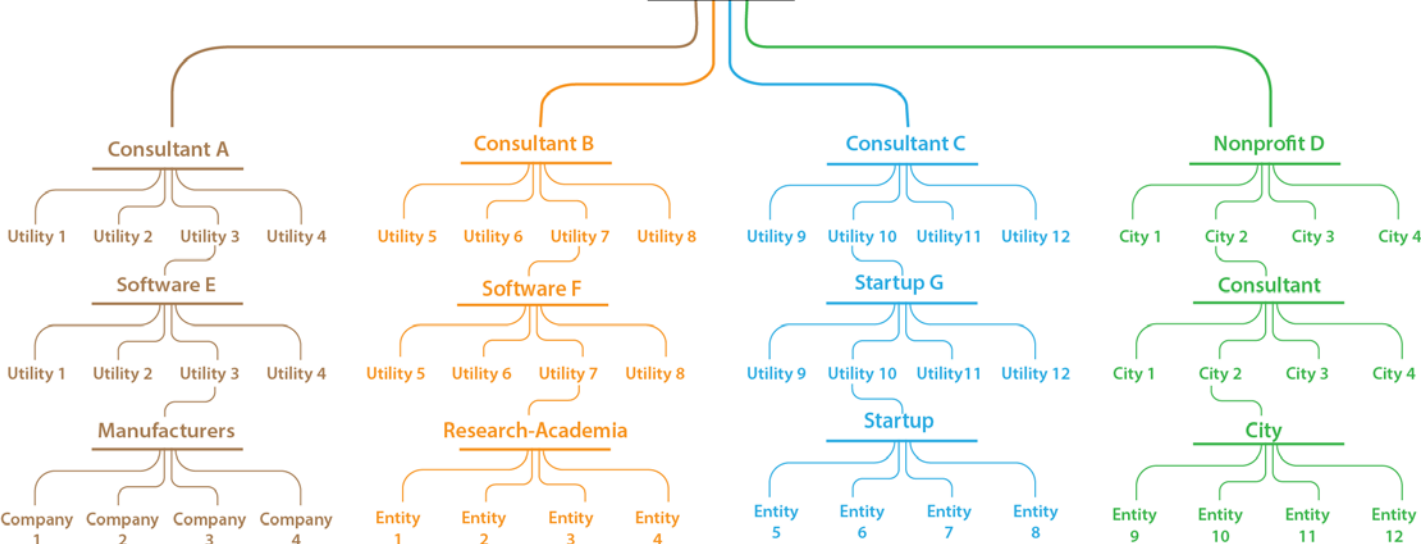 Consultant A
Consultant B
Consultant C
Nonprofit D
Utility 1 Utility 2 Utility 3 Utility 4
Utility 5 Utility 6 Utility 7 Utility 8
Utility 9 Utility 10 Utility11 Utility 12
City 1 City 2 City 3 City 4
Software E
Software F
Startup G
Consultant
Utility 1 Utility 2 Utility 3 Utility 4
Utility 5 Utility 6 Utility 7 Utility 8
Utility 9 Utility 10 Utility11 Utility 12
City 1 City 2 City 3 City 4
Manufacturers
Research-Academia
Startup
City
Company Company Company Company
1 2 3 4
Entity Entity Entity Entity
1 2 3 4
Entity Entity Entity Entity
5 6 7 8
Entity Entity Entity Entity
9 10 11 12